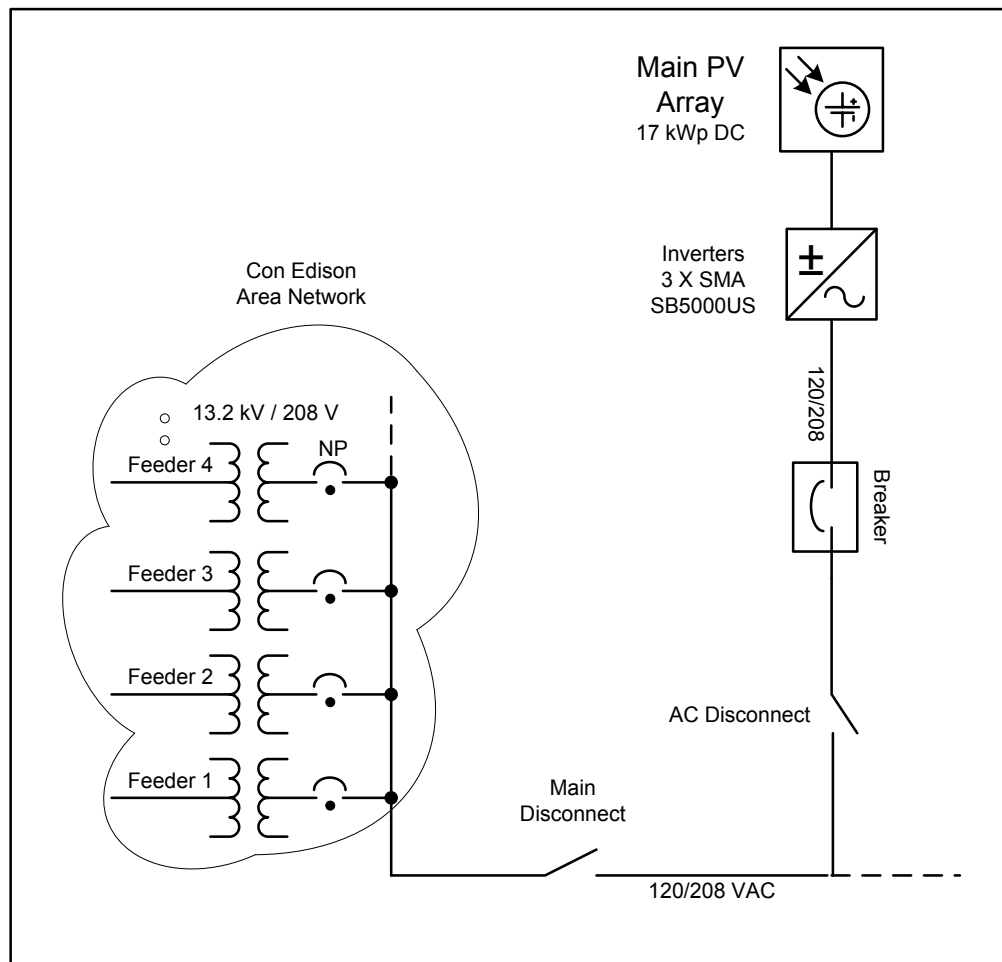 Main PV
Array
17 kWp DC
Inverters
3 X SMA
SB5000US
Con Edison
Area Network
120/208
13.2 kV / 208 V
NP
Feeder 4
Breaker
Feeder 3
Feeder 2
AC Disconnect
Feeder 1
Main
Disconnect
120/208 VAC